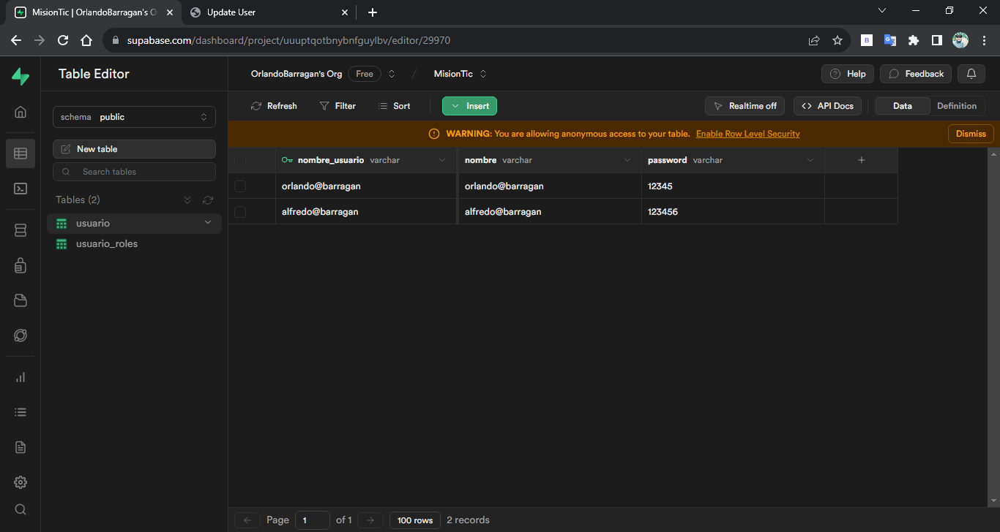 MisionTic | OrlandoBarragan's O
Update User
supabase.com/dashboard/project/uuuptqotbnybnfguylbv/editor/29970
B
Table Editor
OrlandoBarragan's Org Free / MisionTic
Help Feedback
Refresh Filter Sort Insert
Realtime off API Docs Data Definition
schema public
WARNING: You are allowing anonymous access to your table. Enable Row Level Security Dismiss
New table
Search tables
Tables (2)
usuario
usuario_roles
nombre_usuario varchar nombre varchar password varchar +
orlando@barragan orlando@barragan 12345
alfredo@barragan alfredo@barragan 123456
Page 1 of 1 100 rows 2 records